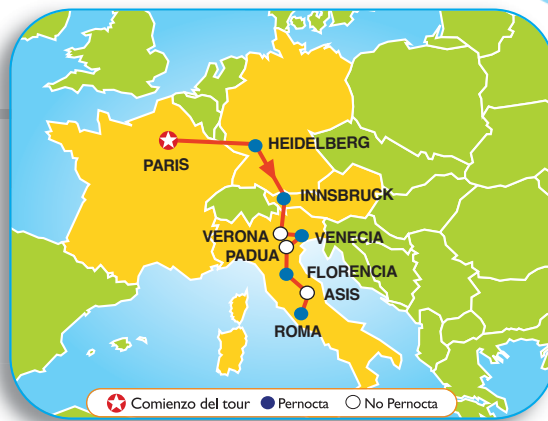 HEIDELBERG
PARIS
INNSBRUCK
VERONA
VENECIA
PADUA
FLORENCIA
ASIS
ROMA
Comienzo del tour Pernocta No Pernocta